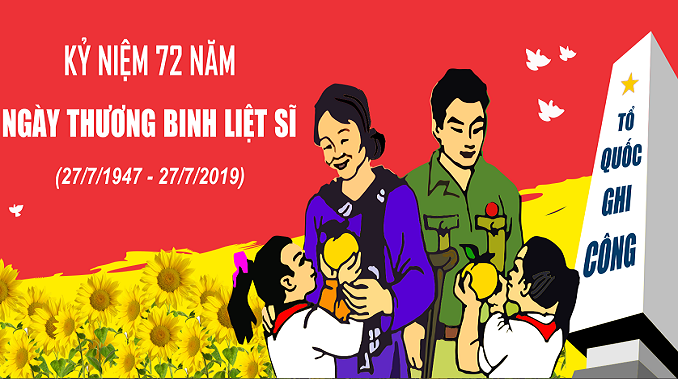 KỶ NIỆM 72 NĂM
NGÀY THƯƠNG BINH LIỆT SĨ
(27/7/1947 - 27/7/2019)
TỔ
QUỐC
GHI
CÔNG